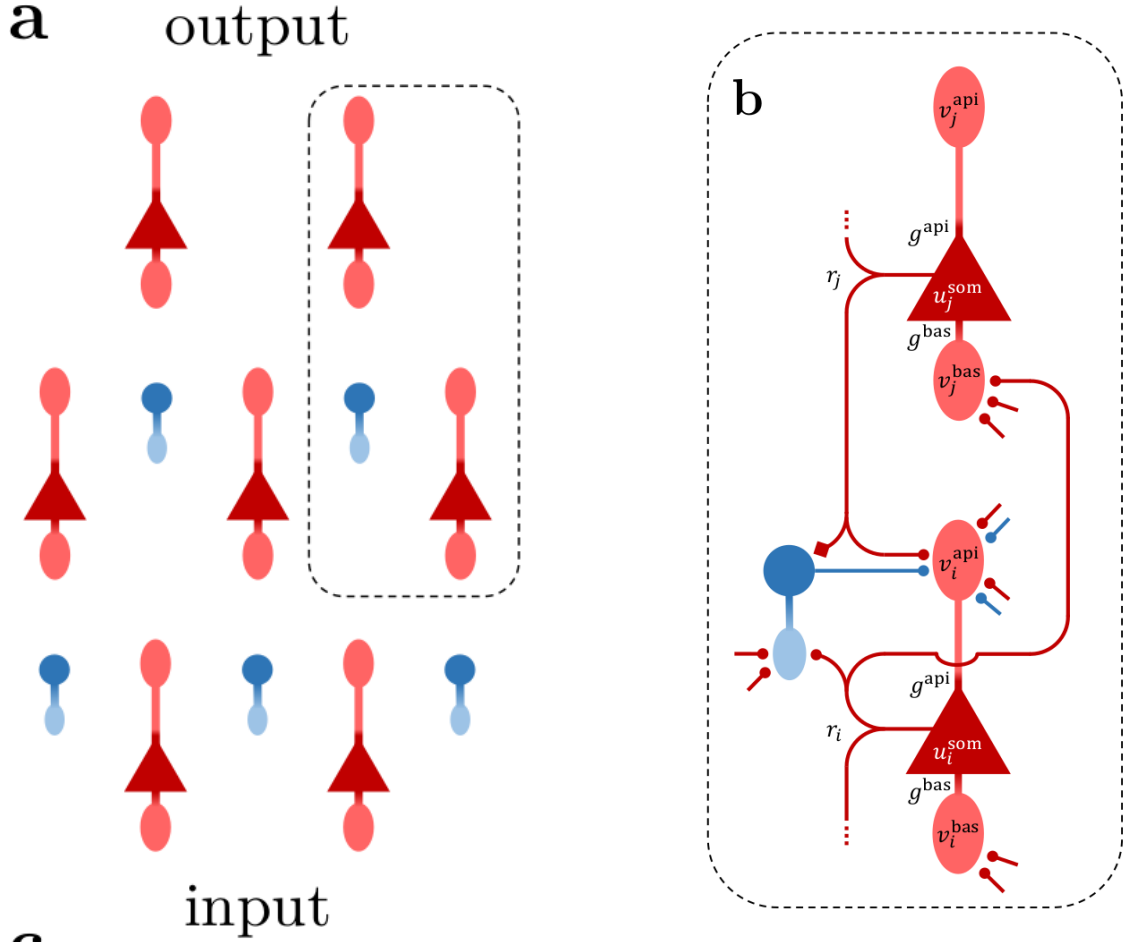 a
output
input
b
v_j^api
g^api
r_j
u_j^som
g^bas
v_j^bas
v_i^api
g^api
r_i
u_i^som
g^bas
v_i^bas